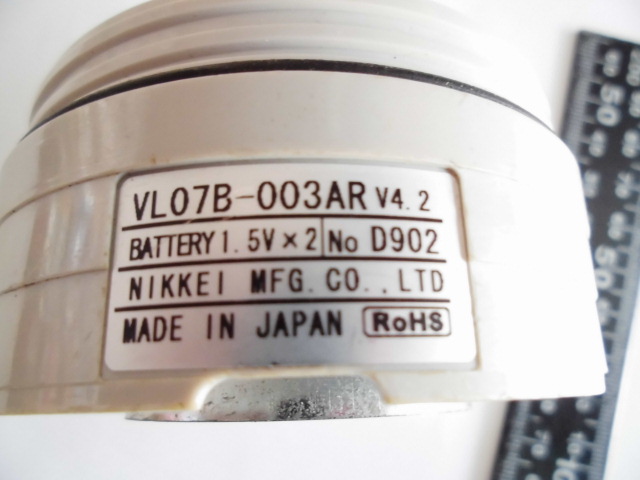 VL07B-003AR V4.2
BATTERY 1.5V×2 No D902
NIKKEI MFG.CO.,LTD
MADE IN JAPAN RoHS